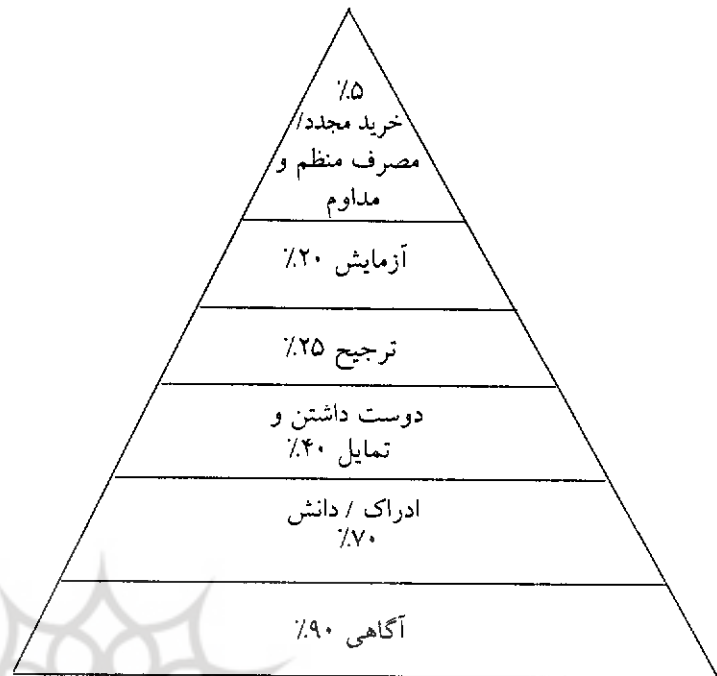 ٪۵
خرید مجدد/
مصرف منظم و
مداوم
آزمایش ۲۰٪
ترجیح ۲۵٪
دوست داشتن و
تمایل ۴۰٪
ادراک / دانش
٪۷۰
آگاهی ۹۰٪